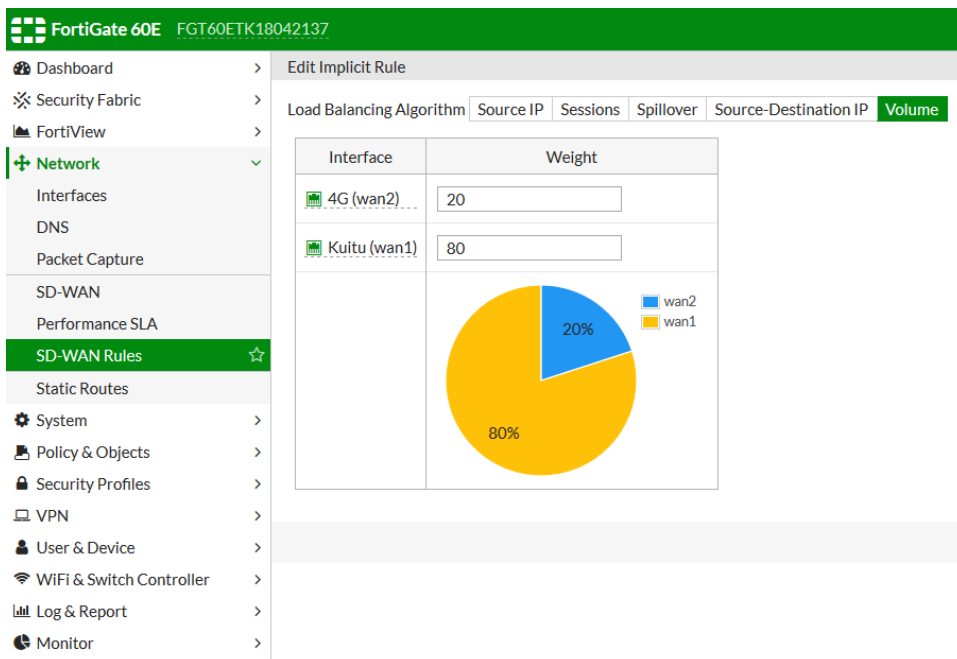 FortiGate 60E FGT60ETK18042137
Dashboard
Security Fabric
FortiView
Network
Interfaces
DNS
Packet Capture
SD-WAN
Performance SLA
SD-WAN Rules
Static Routes
System
Policy & Objects
Security Profiles
VPN
User & Device
WiFi & Switch Controller
Log & Report
Monitor
Edit Implicit Rule
Load Balancing Algorithm Source IP Sessions Spillover Source-Destination IP Volume
Interface Weight
4G (wan2) 20
Kuitu (wan1) 80
wan2
wan1
20%
80%